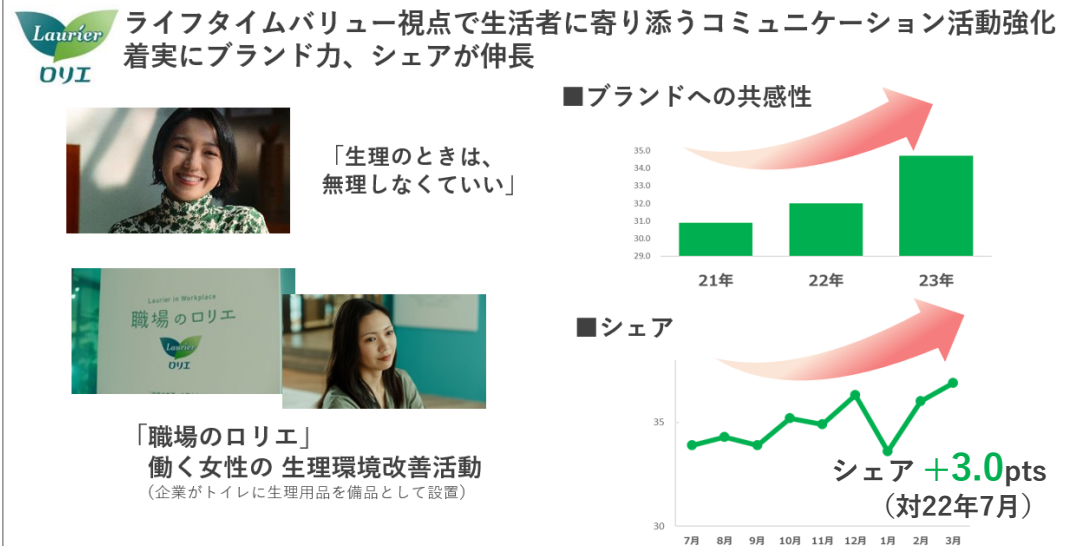 Laurier
ロリエ
ライフタイムバリュー視点で生活者に寄り添うコミュニケーション活動強化
着実にブランド力、シェアが伸長
「生理のときは、
無理しなくていい」
Laurier in Workplace
職場のロリエ
Laurier
ロリエ
「職場のロリエ」
働く女性の 生理環境改善活動
(企業がトイレに生理用品を備品として設置)
■ブランドへの共感性
35.0
34.0
33.0
32.0
31.0
30.0
29.0
21年 22年 23年
■シェア
35
30
シェア +3.0pts
(対22年7月)
7月 8月 9月 10月 11月 12月 1月 2月 3月